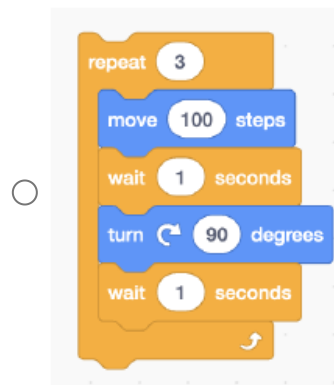 repeat 3
move 100 steps
wait 1 seconds
turn 90 degrees
wait 1 seconds